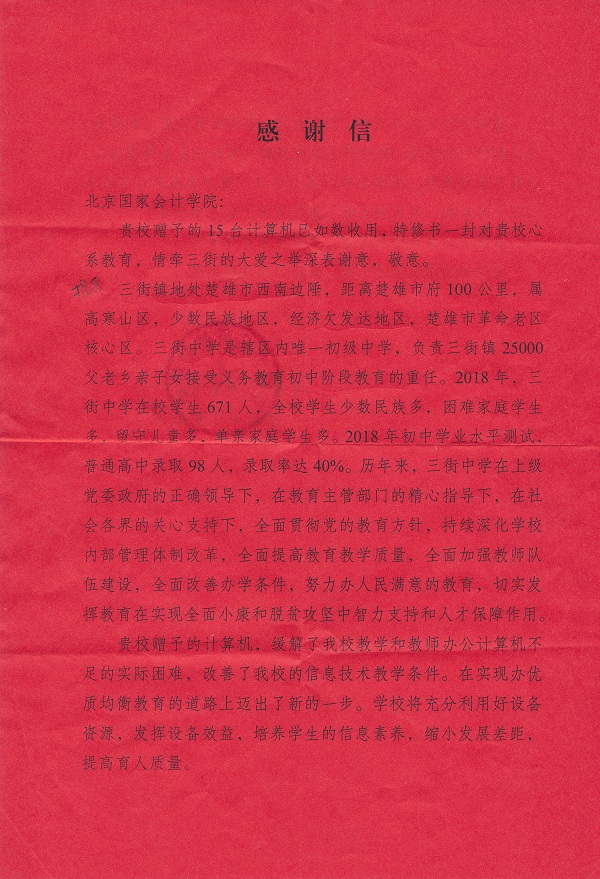 感谢信
北京国家会计学院:
贵校赠予的15台计算机已如数收用,特修书一封对贵校心
系教育,情牵三街的大爱之举深表谢意,敬意。
三街镇地处楚雄市西南边陲,距离楚雄市府100公里,属
高寒山区,少数民族地区,经济欠发达地区,楚雄市革命老区
核心区。三街中学是辖区内唯一初级中学,负责三街镇25000
父老乡亲子女接受义务教育初中阶段教育的重任。2018年,三
街中学在校学生671人,全校学生少数民族多,困难家庭学生
多,留守儿童多,单亲家庭学生多。2018年初中学业水平测试,
普通高中录取98人,录取率达40%。历年来,三街中学在上级
党委政府的正确领导下,在教育主管部门的精心指导下,在社
会各界的关心支持下,全面贯彻党的教育方针,持续深化学校
内部管理体制改革,全面提高教育教学质量,全面加强教师队
伍建设,全面改善办学条件,努力办人民满意的教育,切实发
挥教育在实现全面小康和脱贫攻坚中智力支持和人才保障作用。
贵校赠予的计算机,缓解了我校教学和教师办公计算机不
足的实际困难,改善了我校的信息技术教学条件。在实现办优
质均衡教育的道路上迈出了新的一步。学校将充分利用好设备
资源,发挥设备效益,培养学生的信息素养,缩小发展差距,
提高育人质量。